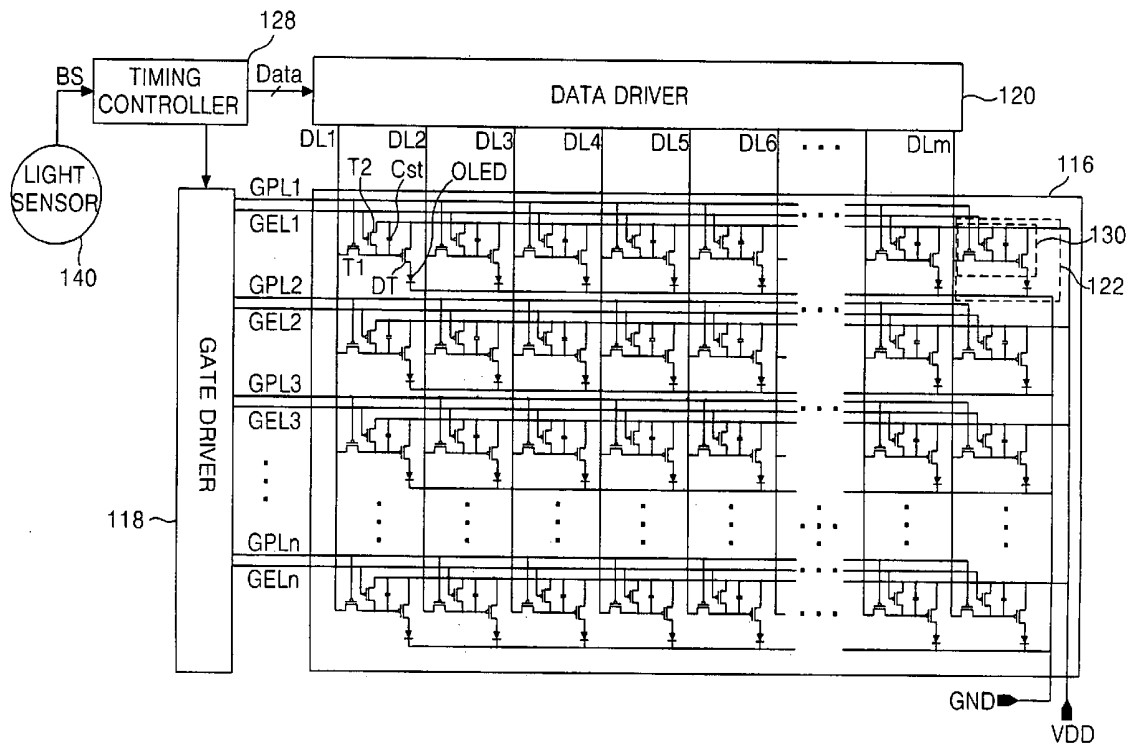 128
BS
TIMING
CONTROLLER
Data
DATA DRIVER
120
LIGHT
SENSOR
140
DL1
DL2
DL3
DL4
DL5
DL6
DLm
T2
Cst
OLED
116
GPL1
GEL1
130
T1
DT
122
GPL2
GEL2
GATE DRIVER
GPL3
GEL3
118
GPLn
GELn
GND
VDD